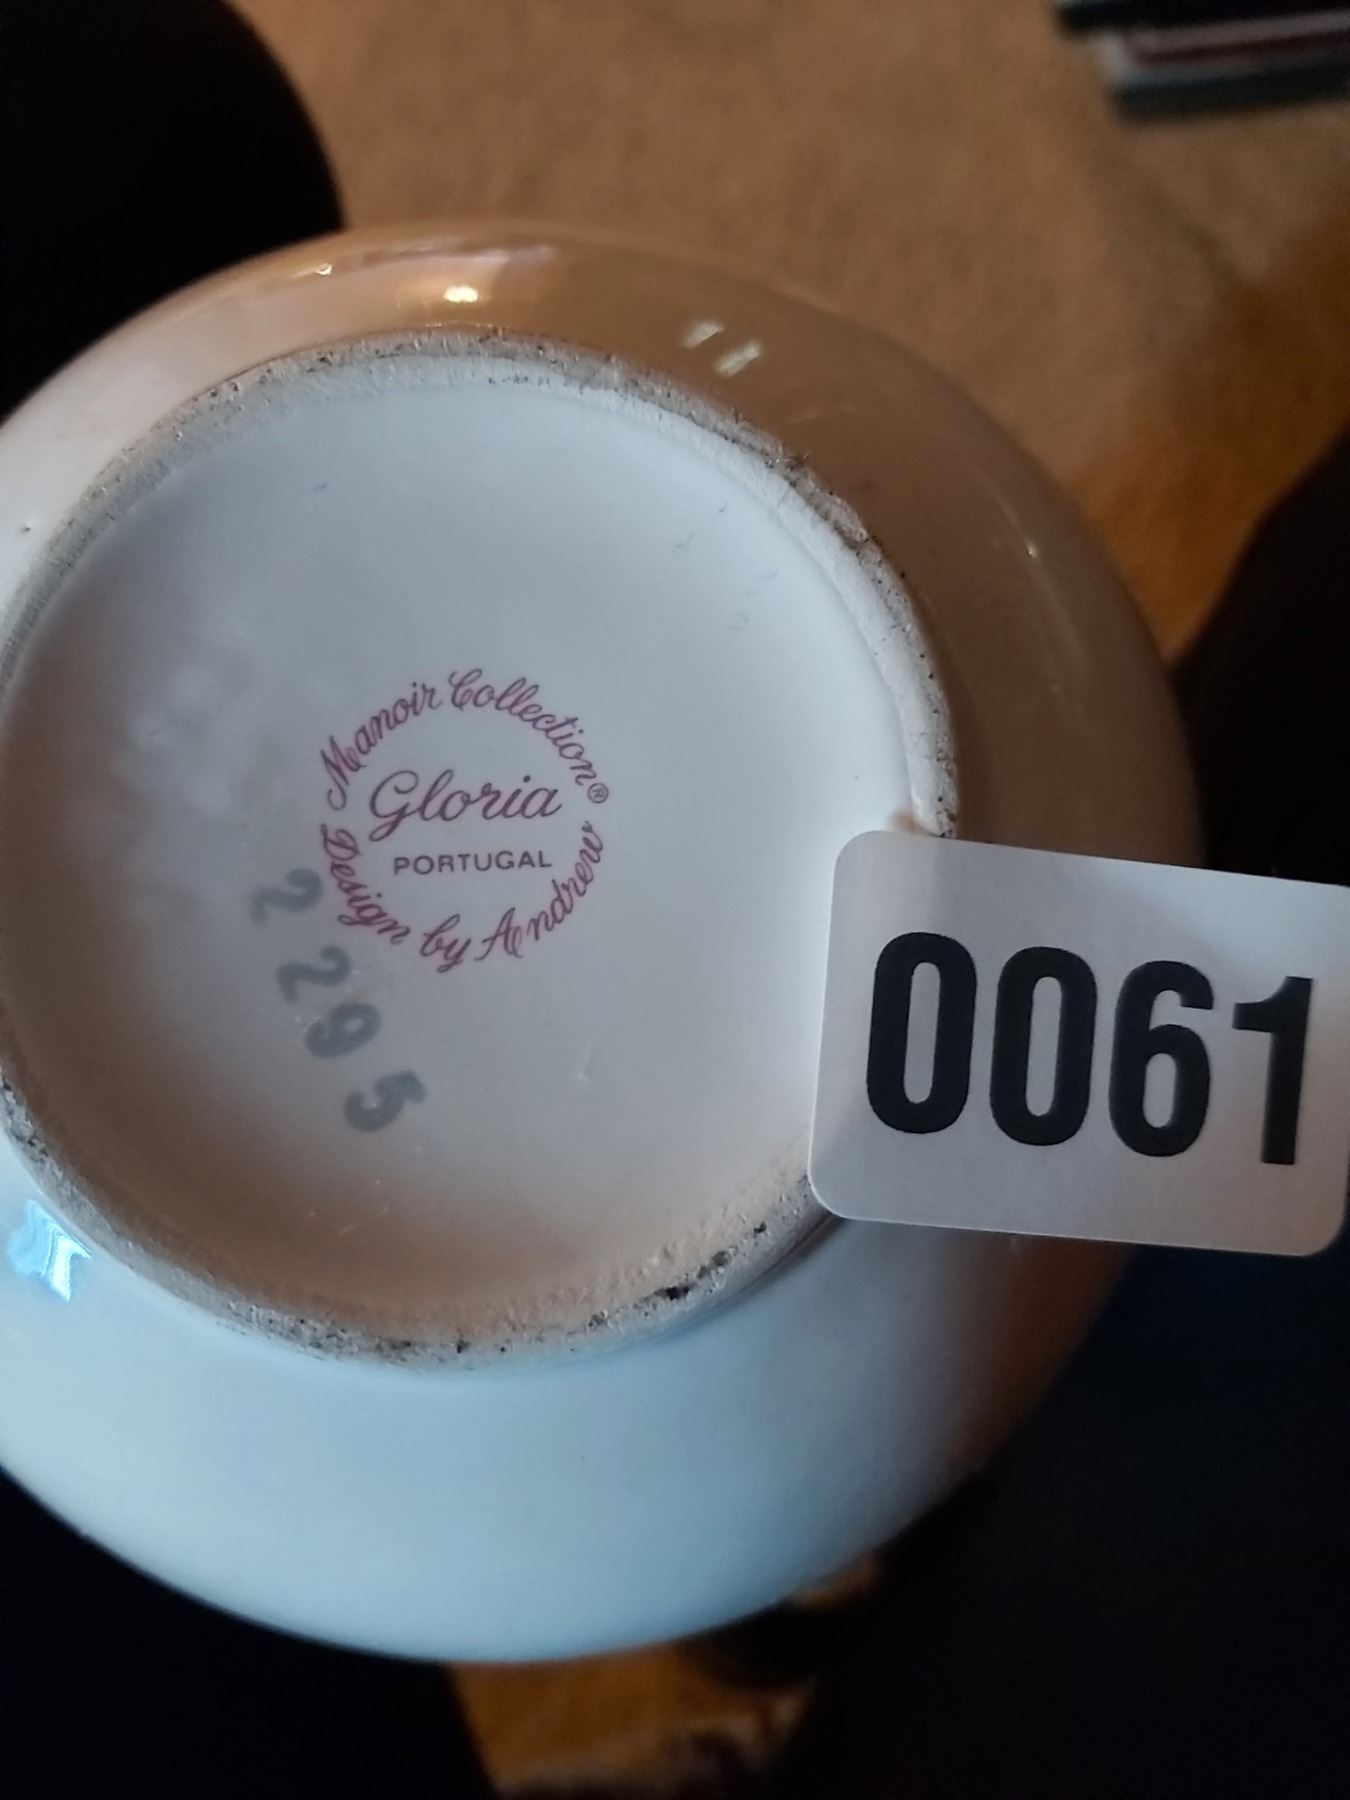 Manoir Collection®
Gloria
PORTUGAL
Design by Andrew
2295
0061